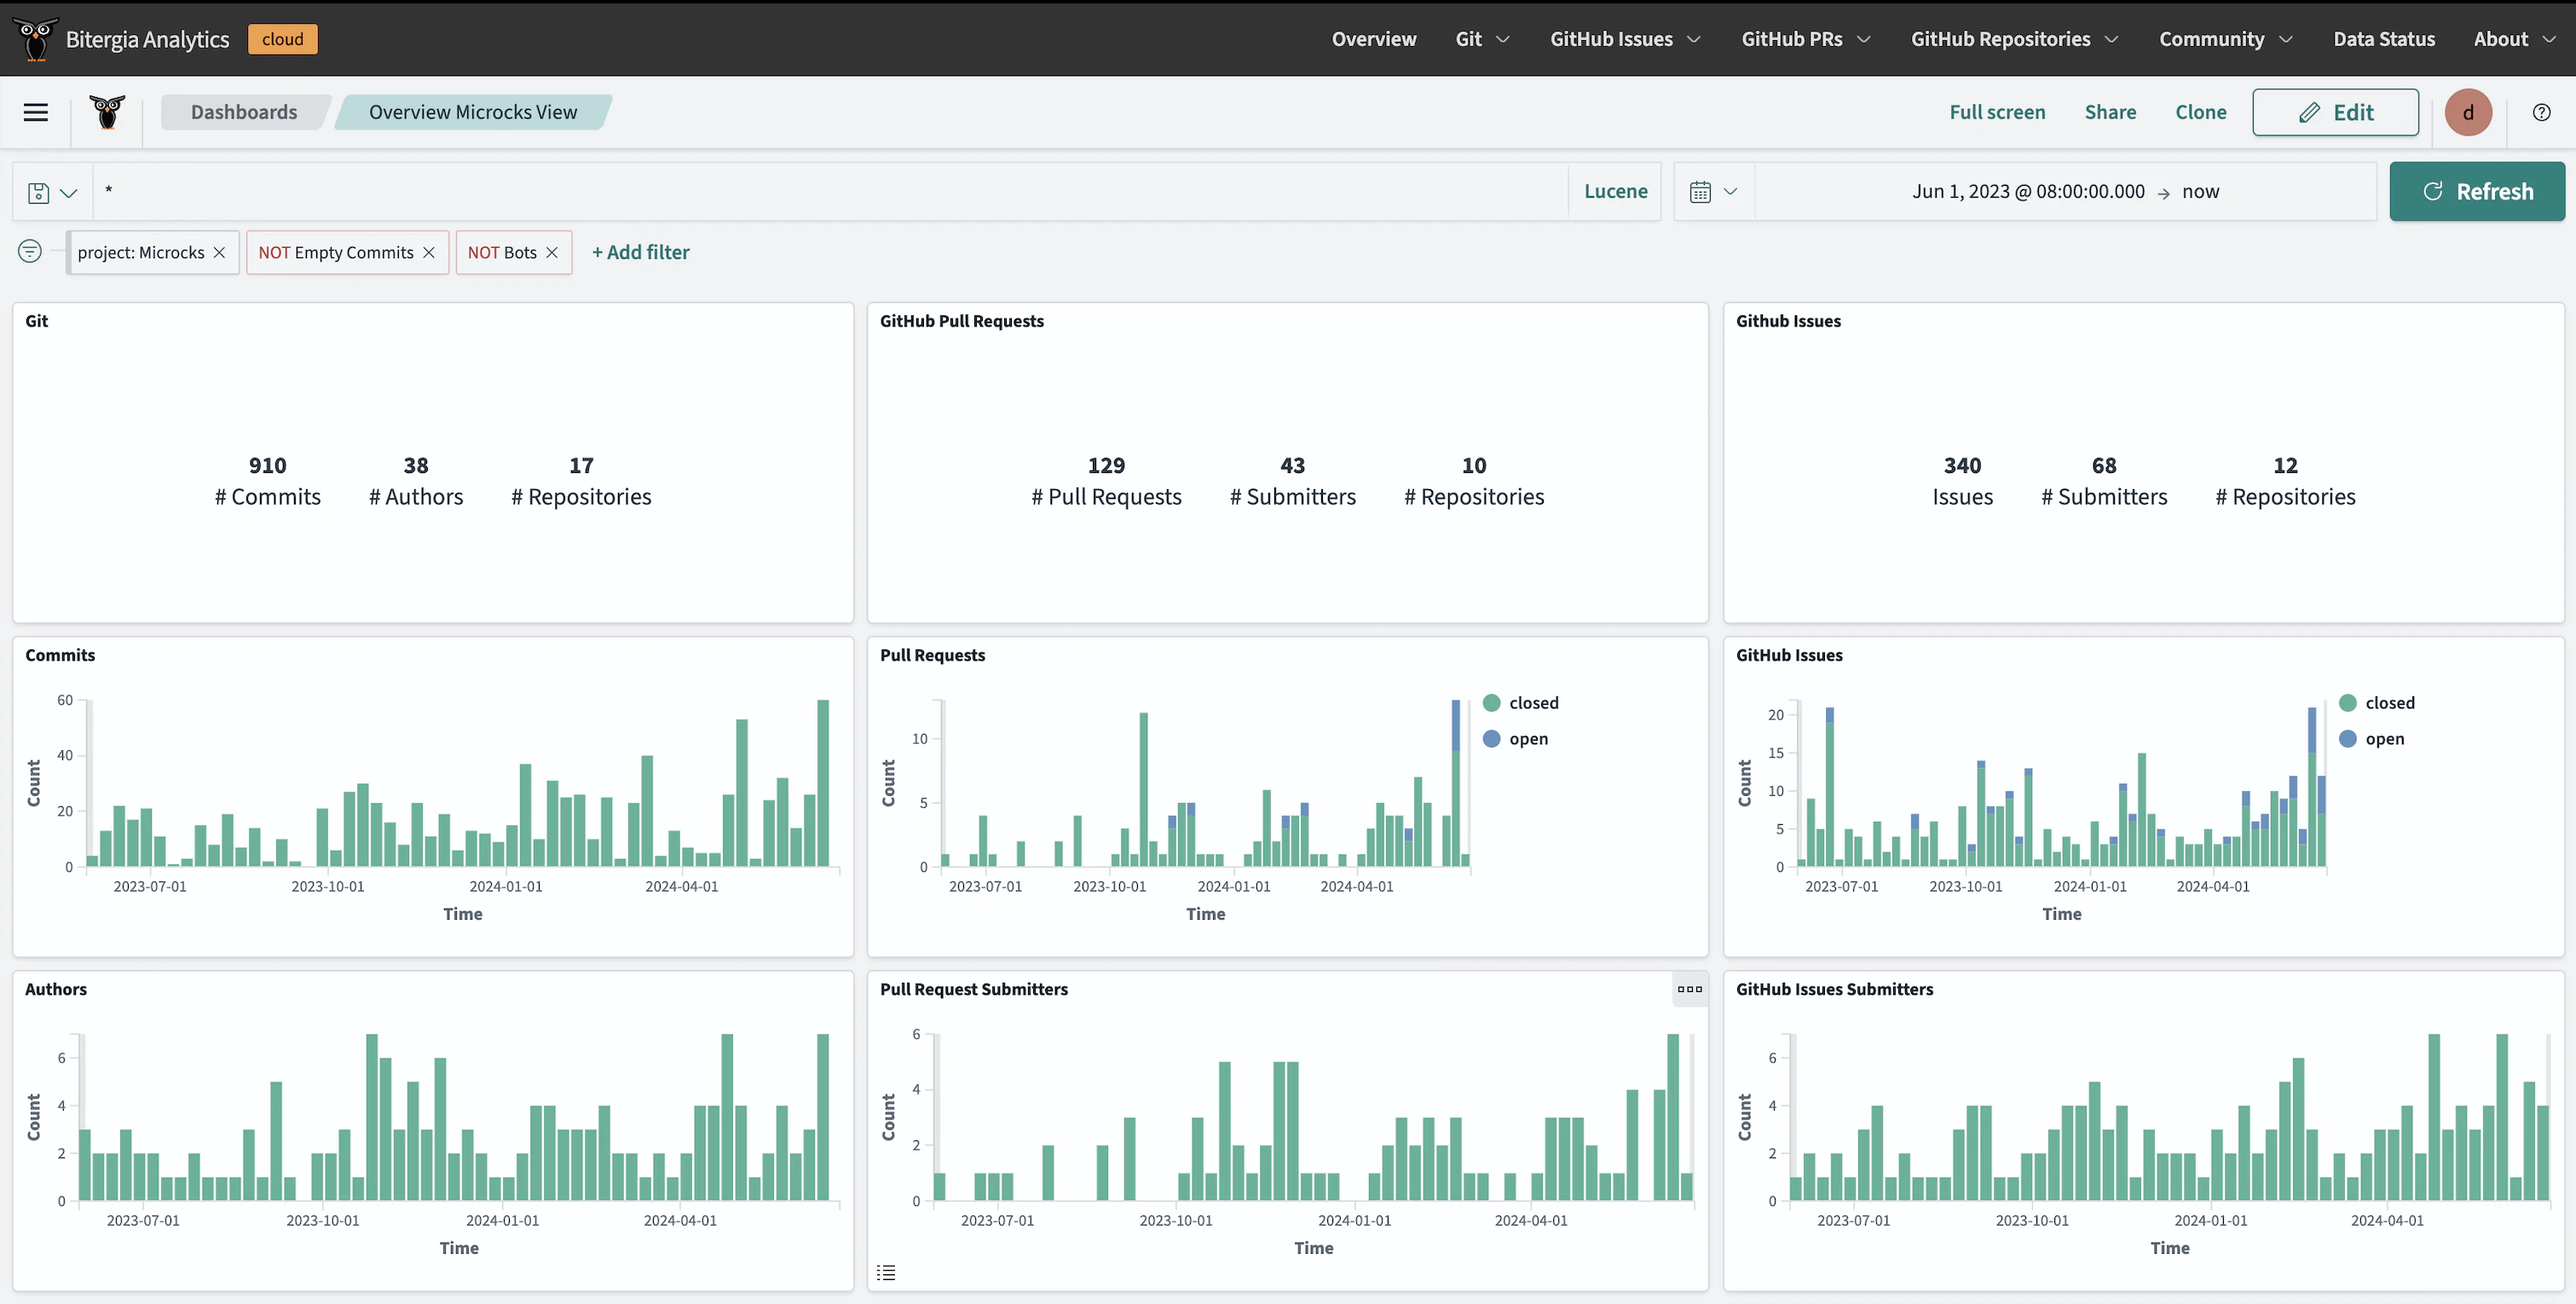 Bitergia Analytics cloud Overview Git GitHub Issues GitHub PRs GitHub Repositories Community Data Status About
Dashboards Overview Microcks View Full screen Share Clone Edit d
* Lucene Jun 1, 2023 @ 08:00:00.000 → now Refresh
project: Microcks × NOT Empty Commits × NOT Bots × + Add filter
Git
910 38 17
# Commits # Authors # Repositories
GitHub Pull Requests
129 43 10
# Pull Requests # Submitters # Repositories
Github Issues
340 68 12
Issues # Submitters # Repositories
Commits
60
40
20
0
Count
2023-07-01 2023-10-01 2024-01-01 2024-04-01
Time
Pull Requests
closed
open
10
5
0
Count
2023-07-01 2023-10-01 2024-01-01 2024-04-01
Time
GitHub Issues
closed
open
20
15
10
5
0
Count
2023-07-01 2023-10-01 2024-01-01 2024-04-01
Time
Authors
6
4
2
0
Count
2023-07-01 2023-10-01 2024-01-01 2024-04-01
Time
Pull Request Submitters
6
4
2
0
Count
2023-07-01 2023-10-01 2024-01-01 2024-04-01
Time
GitHub Issues Submitters
6
4
2
0
Count
2023-07-01 2023-10-01 2024-01-01 2024-04-01
Time